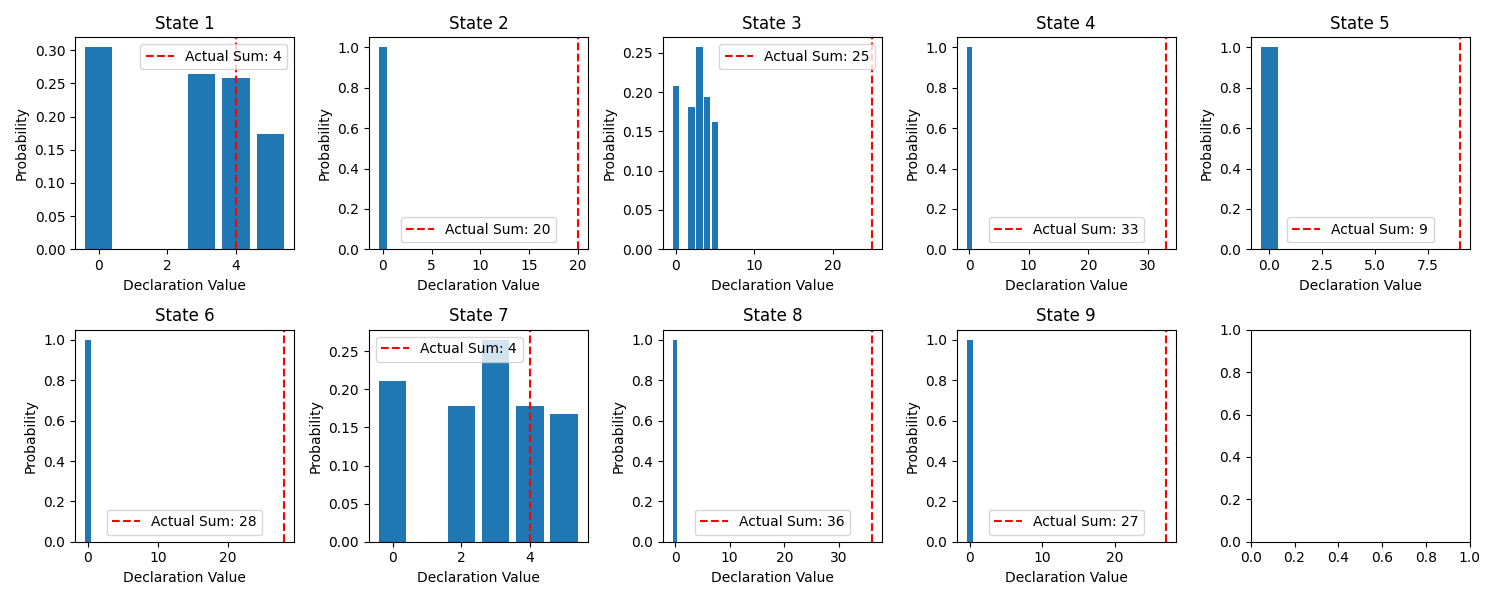 State 1
Probability
0.30
0.25
0.20
0.15
0.10
0.05
0.00
Actual Sum: 4
0 2 4
Declaration Value
State 2
Probability
1.0
0.8
0.6
0.4
0.2
0.0
Actual Sum: 20
0 5 10 15 20
Declaration Value
State 3
Probability
0.25
0.20
0.15
0.10
0.05
0.00
Actual Sum: 25
0 10 20
Declaration Value
State 4
Probability
1.0
0.8
0.6
0.4
0.2
0.0
Actual Sum: 33
0 10 20 30
Declaration Value
State 5
Probability
1.0
0.8
0.6
0.4
0.2
0.0
Actual Sum: 9
0.0 2.5 5.0 7.5
Declaration Value
State 6
Probability
1.0
0.8
0.6
0.4
0.2
0.0
Actual Sum: 28
0 10 20
Declaration Value
State 7
Probability
0.25
0.20
0.15
0.10
0.05
0.00
Actual Sum: 4
0 2 4
Declaration Value
State 8
Probability
1.0
0.8
0.6
0.4
0.2
0.0
Actual Sum: 36
0 10 20 30
Declaration Value
State 9
Probability
1.0
0.8
0.6
0.4
0.2
0.0
Actual Sum: 27
0 10 20
Declaration Value
1.0
0.8
0.6
0.4
0.2
0.0
0.0 0.2 0.4 0.6 0.8 1.0